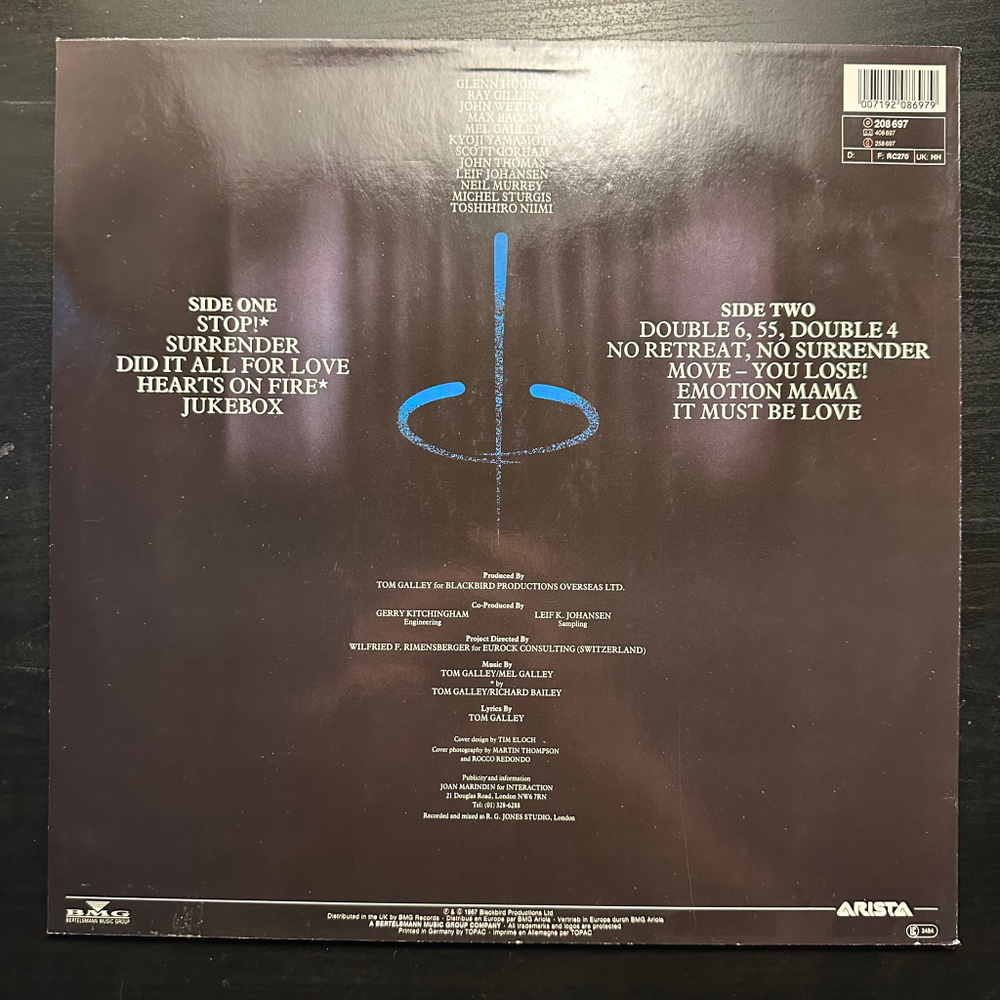 GLENN HUGHES
RAY GILLEN
JOHN WETTON
MAX BACON
MEL GALLEY
KYOJI YAMAMOTO
SCOTT GORHAM
JOHN THOMAS
LEIF JOHANSEN
NEIL MURREY
MICHEL STURGIS
TOSHIHIRO NIIMI
007192 086979
208 697
408 697
258 697
D: F: RC270 UK: HH
SIDE ONE
STOP!*
SURRENDER
DID IT ALL FOR LOVE
HEARTS ON FIRE*
JUKEBOX
SIDE TWO
DOUBLE 6, 55, DOUBLE 4
NO RETREAT, NO SURRENDER
MOVE – YOU LOSE!
EMOTION MAMA
IT MUST BE LOVE
Produced By
TOM GALLEY for BLACKBIRD PRODUCTIONS OVERSEAS LTD.
Co-Produced By
GERRY KITCHINGHAM LEIF K. JOHANSEN
Engineering Sampling
Project Directed By
WILFRIED F. RIMENSBERGER for EUROCK CONSULTING (SWITZERLAND)
Music By
TOM GALLEY/MEL GALLEY
* by
TOM GALLEY/RICHARD BAILEY
Lyrics By
TOM GALLEY
Cover design by TIM ELOCH
Cover photography by MARTIN THOMPSON
and ROCCO REDONDO
Publicity and information
JOAN MARINDIN for INTERACTION
21 Douglas Road, London NW6 7RN
Tel: (01) 328-6288
Recorded and mixed at R. G. JONES STUDIO, London
BMG
BERTELSMANN MUSIC GROUP
℗ & © 1987 Blackbird Productions Ltd
Distributed in the UK by BMG Records · Distribué en Europe par BMG Ariola · Vertrieb in Europa durch BMG Ariola
A BERTELSMANN MUSIC GROUP COMPANY · All trademarks and logos are protected
Printed in Germany by TOPAC · Imprimé en Allemagne par TOPAC
ARISTA
LC 3484